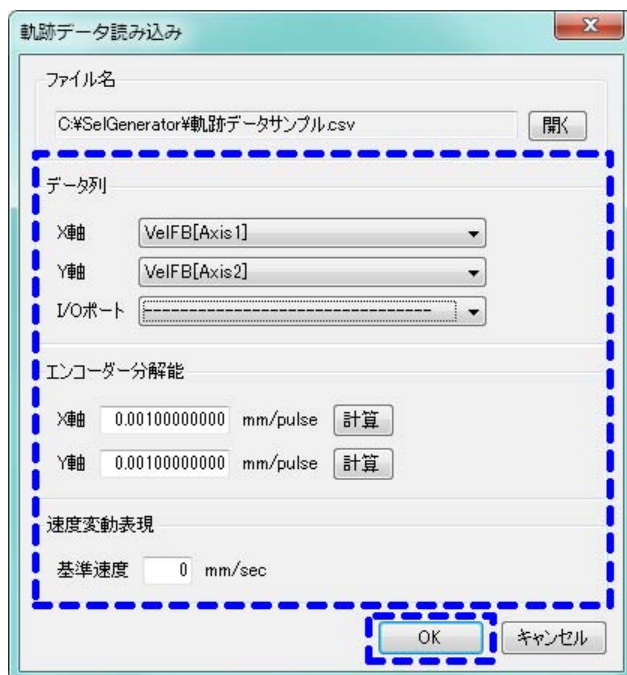 軌跡データ読み込み
ファイル名
C:¥SelGenerator¥軌跡データサンプル.csv 開く
データ列
X軸 VelFB[Axis1]
Y軸 VelFB[Axis2]
I/Oポート --------------------------------
エンコーダー分解能
X軸 0.00100000000 mm/pulse 計算
Y軸 0.00100000000 mm/pulse 計算
速度変動表現
基準速度 0 mm/sec
OK キャンセル